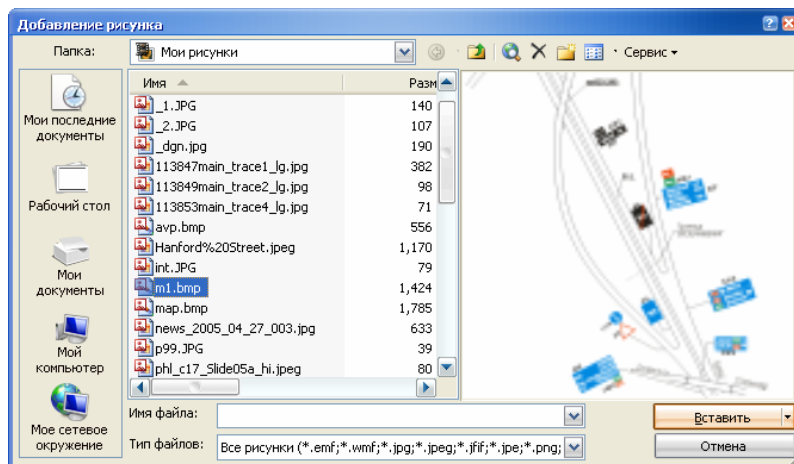 Добавление рисунка
Папка:
Мои рисунки
Сервис
Мои последние
документы
Рабочий стол
Мои
документы
Мой
компьютер
Мое сетевое
окружение
Имя Разм
_1.JPG 140
_2.JPG 107
_dgn.jpg 190
113847main_trace1_lg.jpg 382
113849main_trace2_lg.jpg 98
113853main_trace4_lg.jpg 71
avp.bmp 556
Hanford%20Street.jpeg 1,170
int.JPG 79
m1.bmp 1,424
map.bmp 1,785
news_2005_04_27_003.jpg 633
p99.JPG 39
phl_c17_Slide05a_hi.jpeg 80
Имя файла:
Вставить
Тип файлов:
Все рисунки (*.emf;*.wmf;*.jpg;*.jpeg;*.jfif;*.jpe;*.png;
Отмена